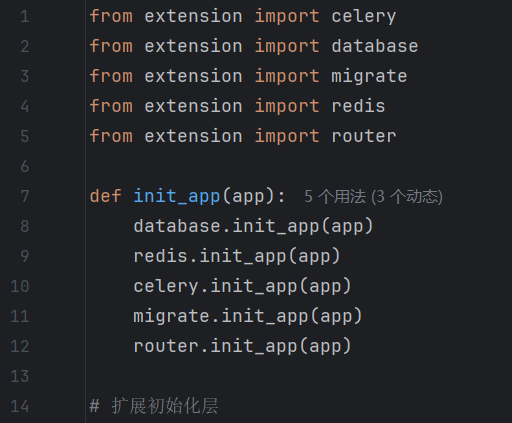 1 from extension import celery
2 from extension import database
3 from extension import migrate
4 from extension import redis
5 from extension import router
6
7 def init_app(app): 5 个用法 (3 个动态)
8     database.init_app(app)
9     redis.init_app(app)
10     celery.init_app(app)
11     migrate.init_app(app)
12     router.init_app(app)
13
14 # 扩展初始化层